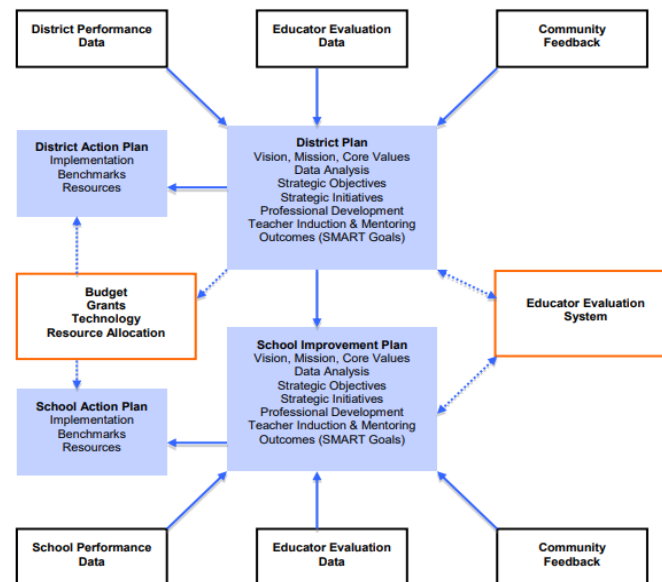 District Performance
Data
Educator Evaluation
Data
Community
Feedback
District Action Plan
Implementation
Benchmarks
Resources
District Plan
Vision, Mission, Core Values
Data Analysis
Strategic Objectives
Strategic Initiatives
Professional Development
Teacher Induction & Mentoring
Outcomes (SMART Goals)
Budget
Grants
Technology
Resource Allocation
Educator Evaluation
System
School Improvement Plan
Vision, Mission, Core Values
Data Analysis
Strategic Objectives
Strategic Initiatives
Professional Development
Teacher Induction & Mentoring
Outcomes (SMART Goals)
School Action Plan
Implementation
Benchmarks
Resources
School Performance
Data
Educator Evaluation
Data
Community
Feedback